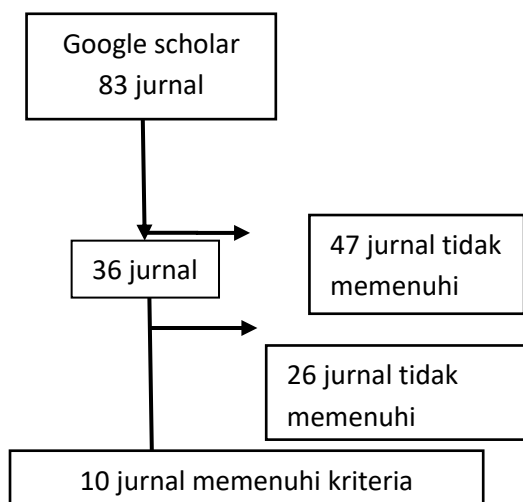 Google scholar
83 jurnal
47 jurnal tidak
memenuhi
36 jurnal
26 jurnal tidak
memenuhi
10 jurnal memenuhi kriteria